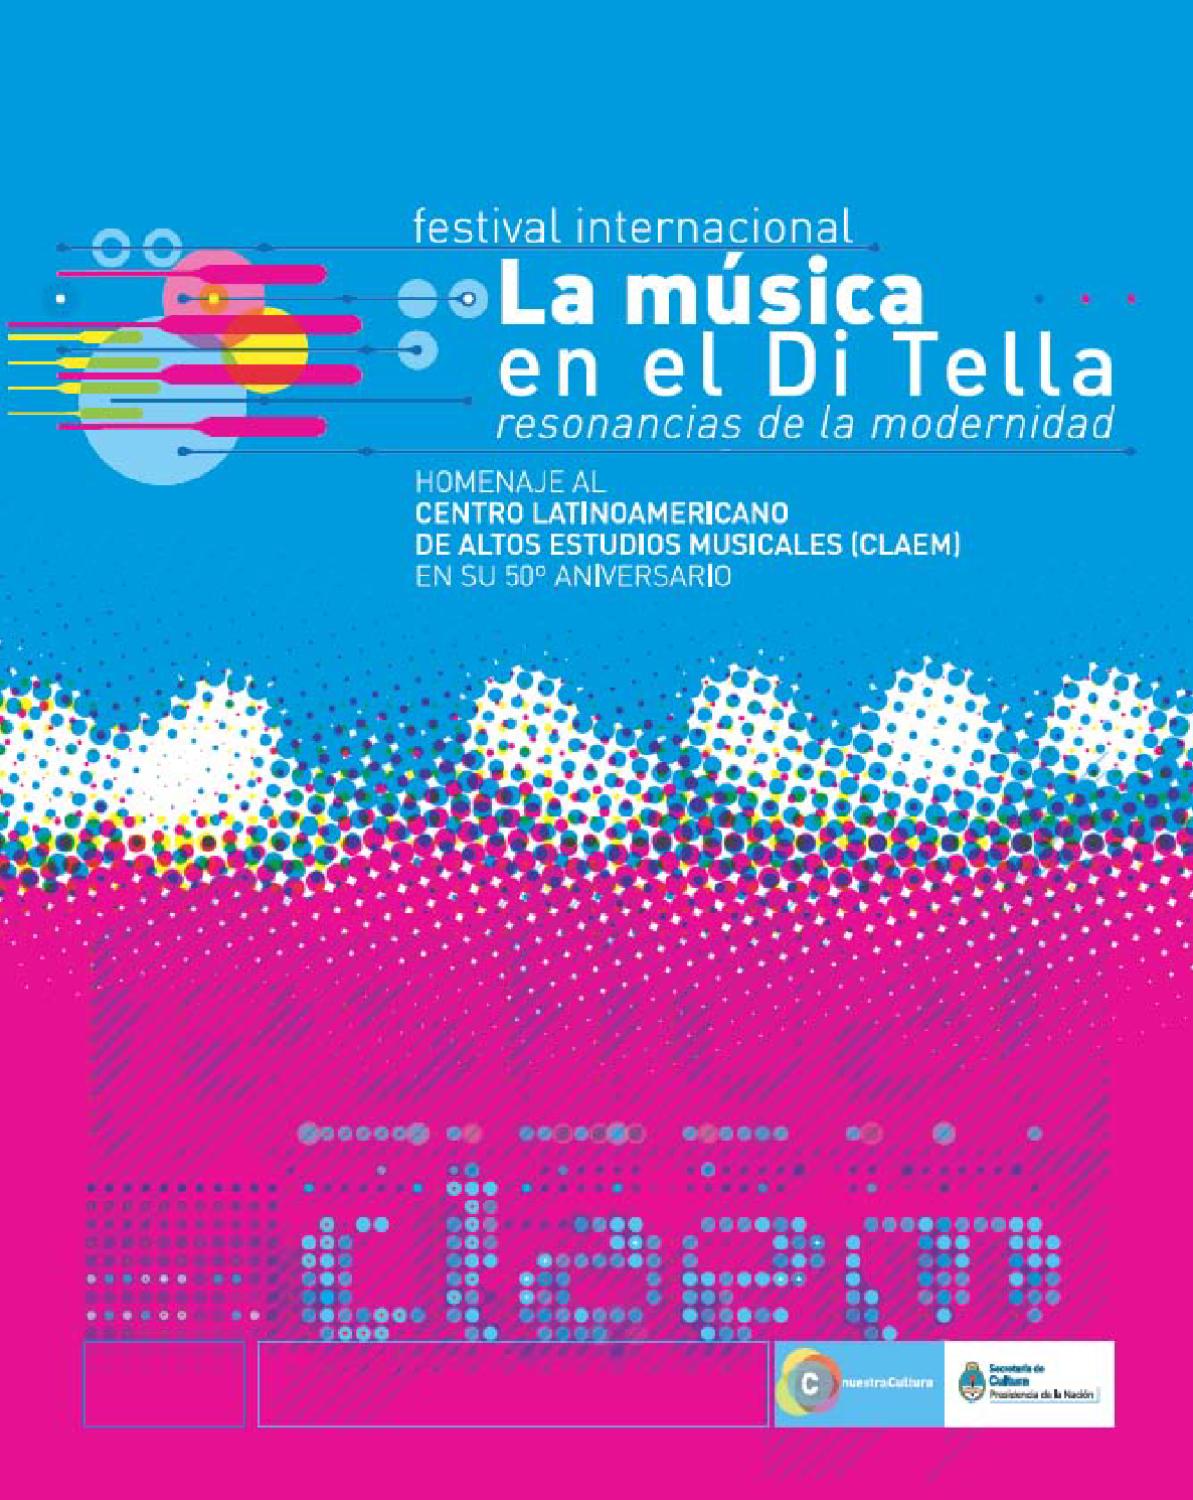 festival internacional
La música
en el Di Tella
resonancias de la modernidad
HOMENAJE AL
CENTRO LATINOAMERICANO
DE ALTOS ESTUDIOS MUSICALES (CLAEM)
EN SU 50º ANIVERSARIO
claem
C nuestraCultura
Secretaría de
Cultura
Presidencia de la Nación